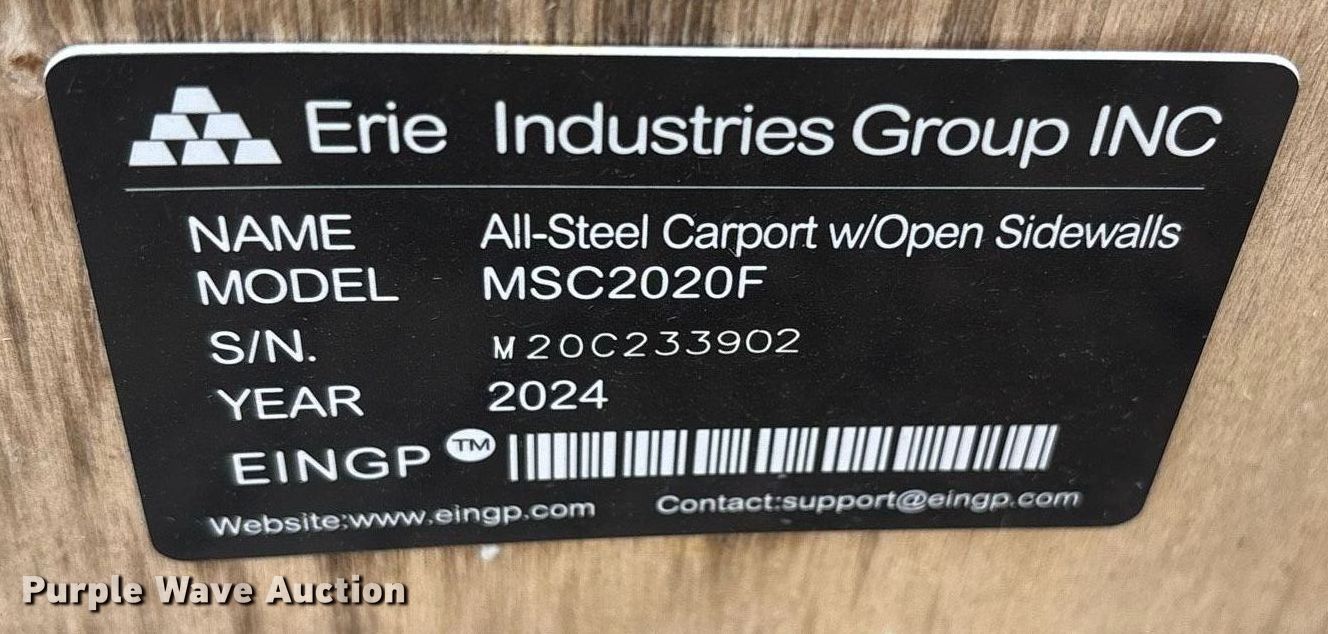 Erie Industries Group INC
NAME All-Steel Carport w/Open Sidewalls
MODEL MSC2020F
S/N. M20C233902
YEAR 2024
EINGP TM
Website:www.eingp.com Contact:support@eingp.com
Purple Wave Auction